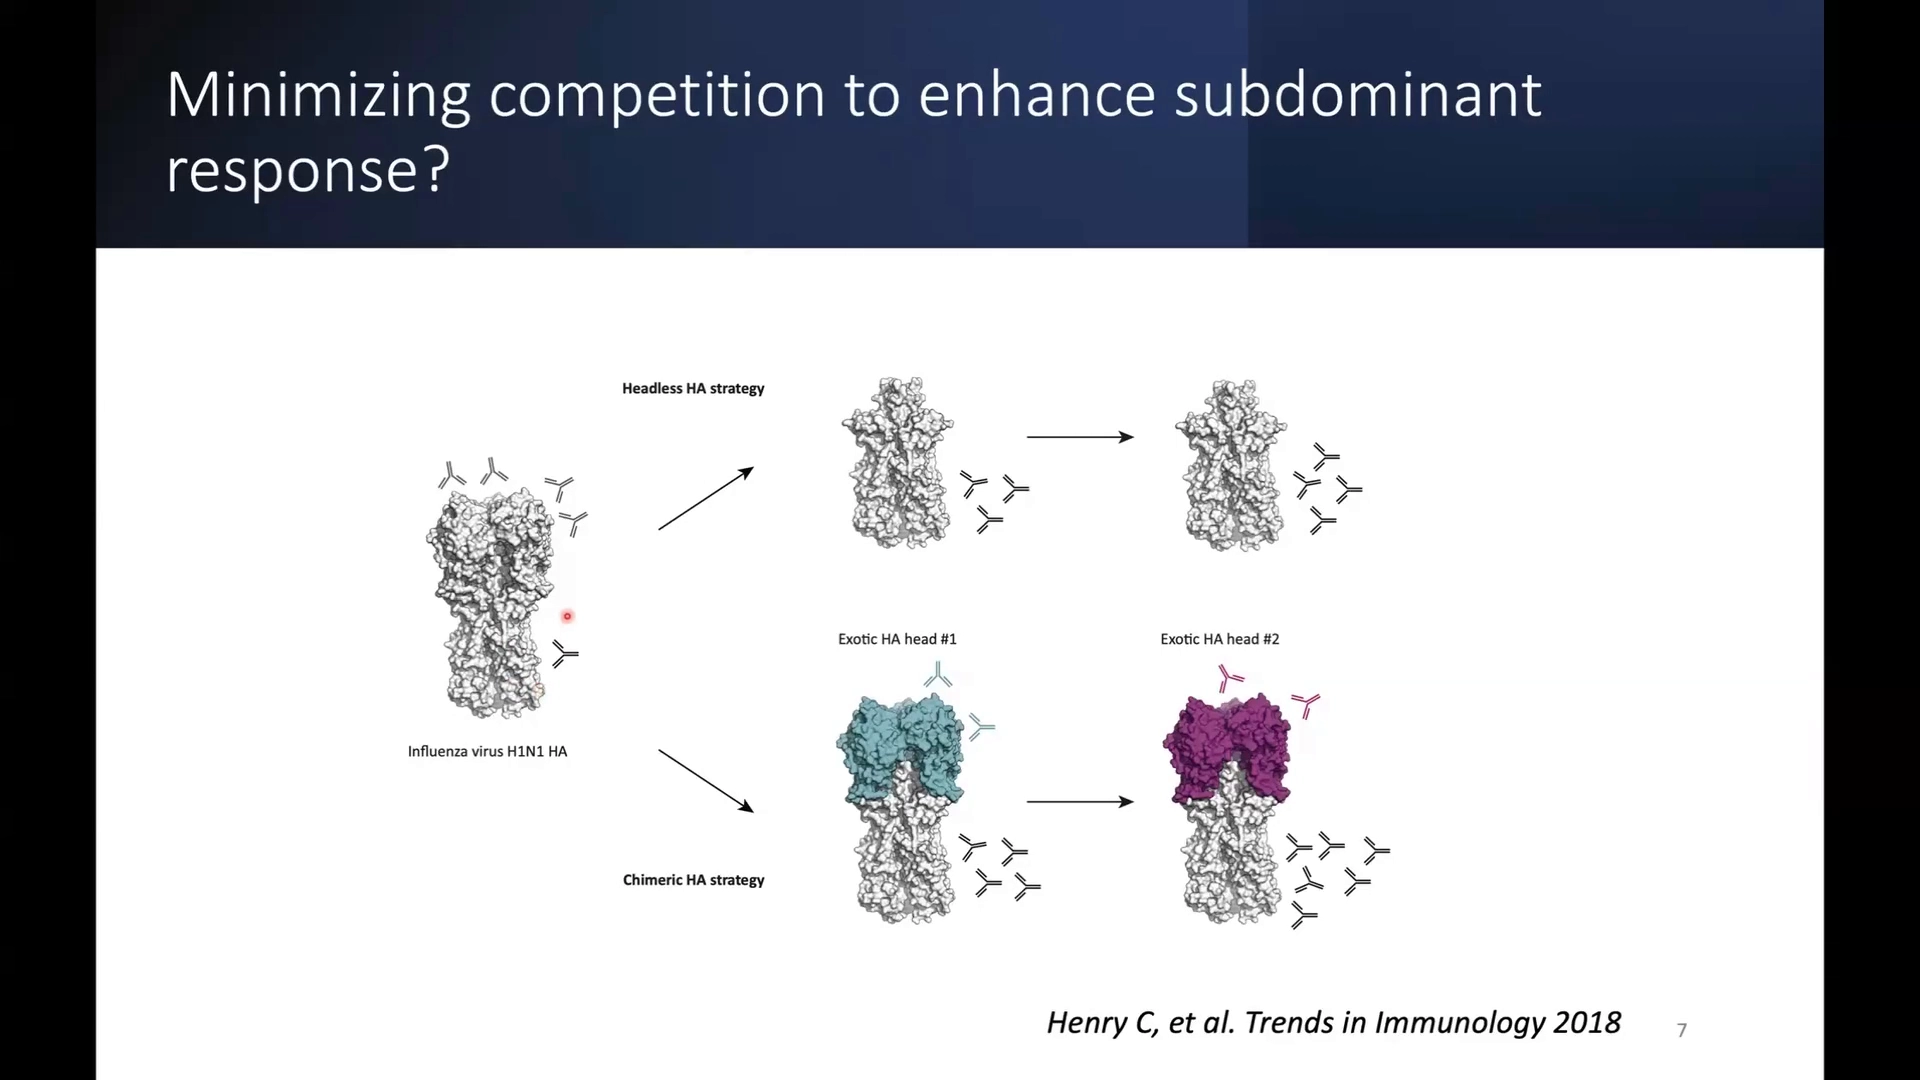 Minimizing competition to enhance subdominant
response?
Headless HA strategy
Influenza virus H1N1 HA
Exotic HA head #1
Exotic HA head #2
Chimeric HA strategy
Henry C, et al. Trends in Immunology 2018
7